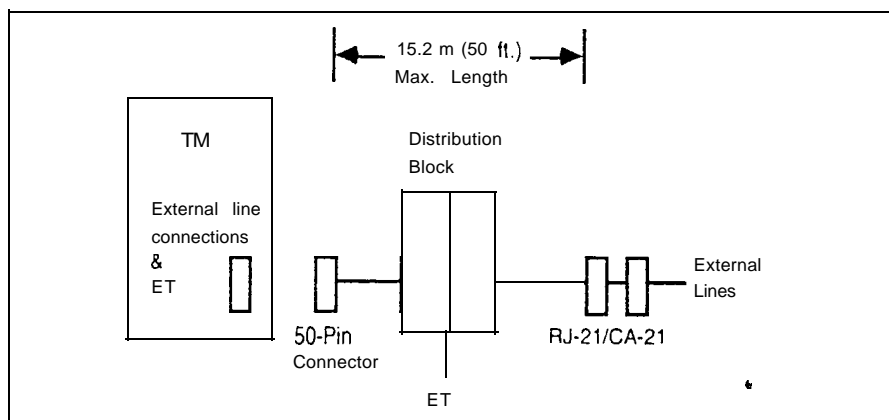 15.2 m (50 ft.)
Max. Length
TM
Distribution
Block
External line
connections
&
ET
External
Lines
50-Pin
Connector
RJ-21/CA-21
ET